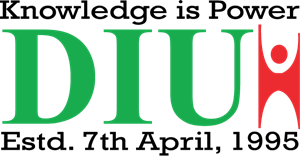 Knowledge is Power
DIU
Estd. 7th April, 1995